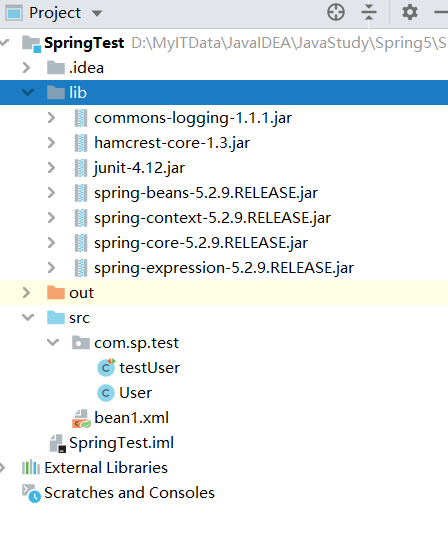 Project
SpringTest D:\MyITData\JavaIDEA\JavaStudy\Spring5\S
.idea
lib
commons-logging-1.1.1.jar
hamcrest-core-1.3.jar
junit-4.12.jar
spring-beans-5.2.9.RELEASE.jar
spring-context-5.2.9.RELEASE.jar
spring-core-5.2.9.RELEASE.jar
spring-expression-5.2.9.RELEASE.jar
out
src
com.sp.test
testUser
User
bean1.xml
SpringTest.iml
External Libraries
Scratches and Consoles